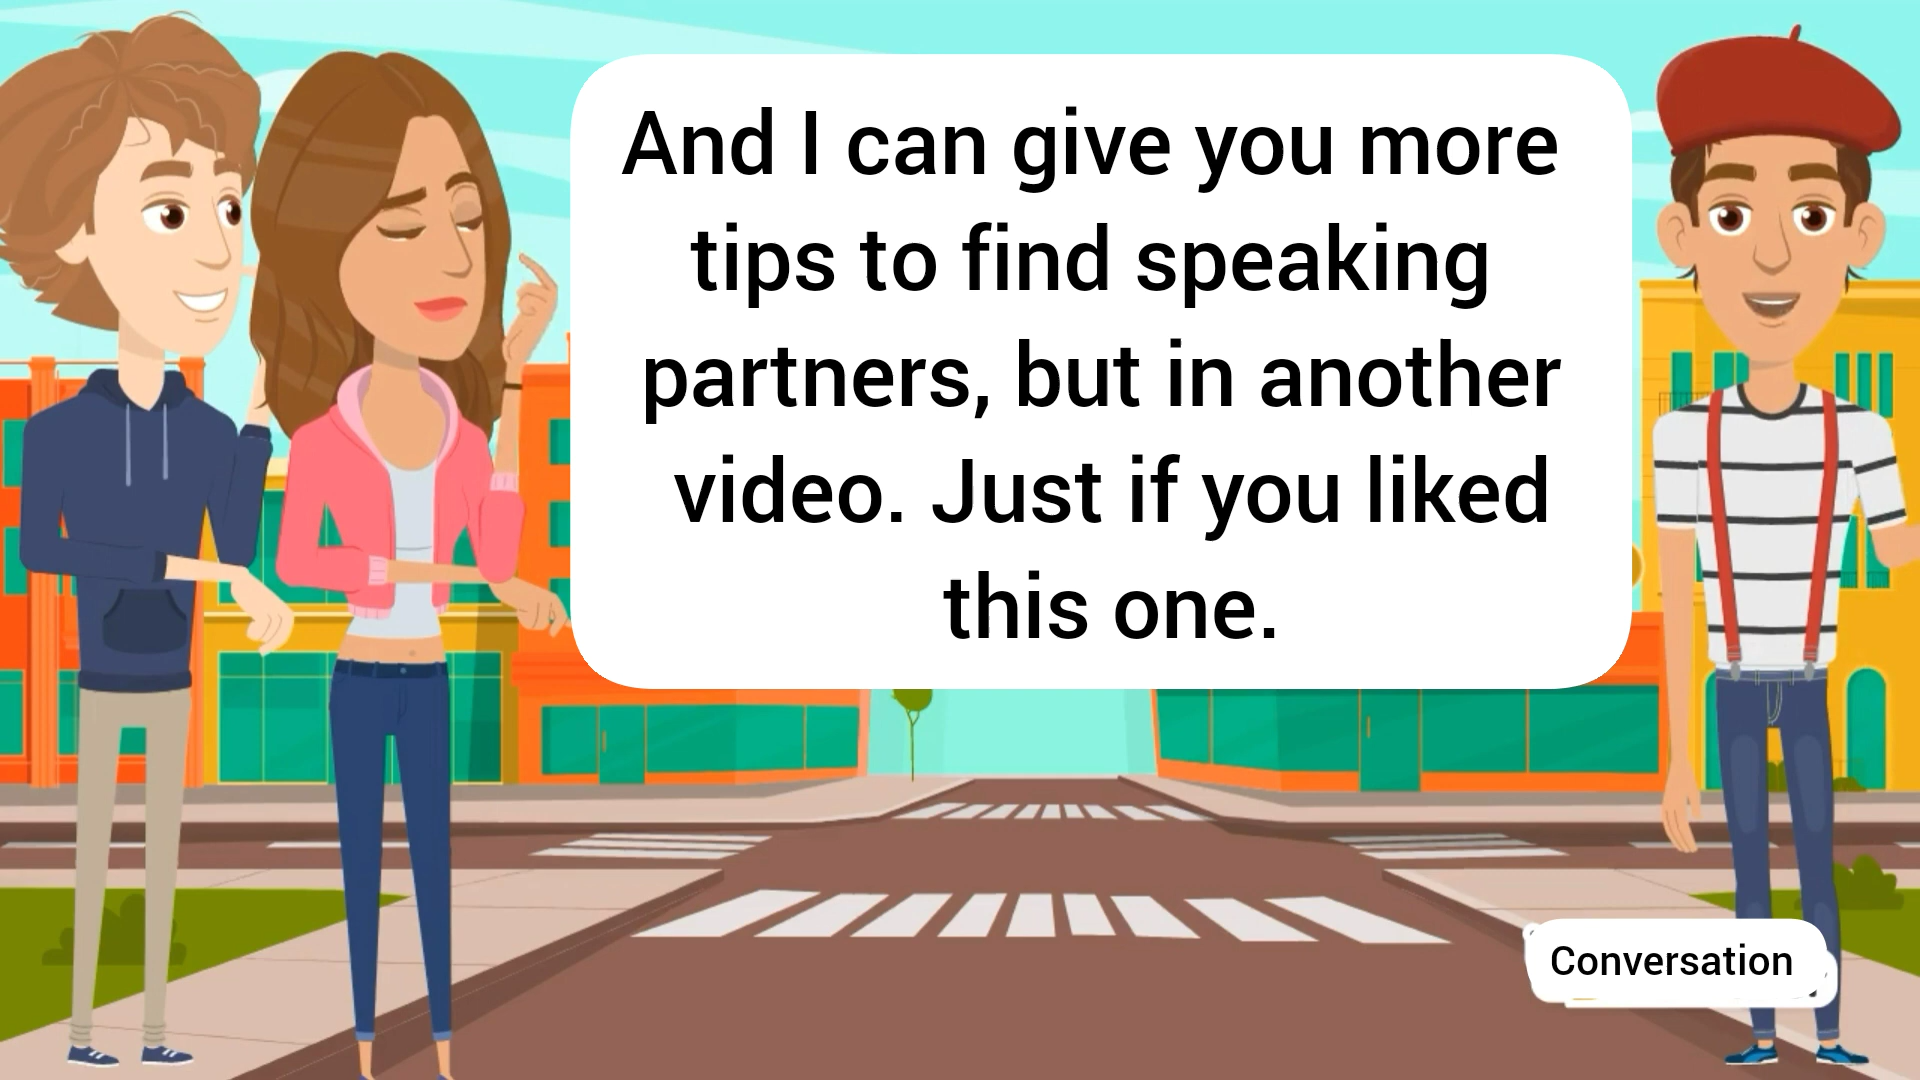 And I can give you more
tips to find speaking
partners, but in another
video. Just if you liked
this one.
Conversation